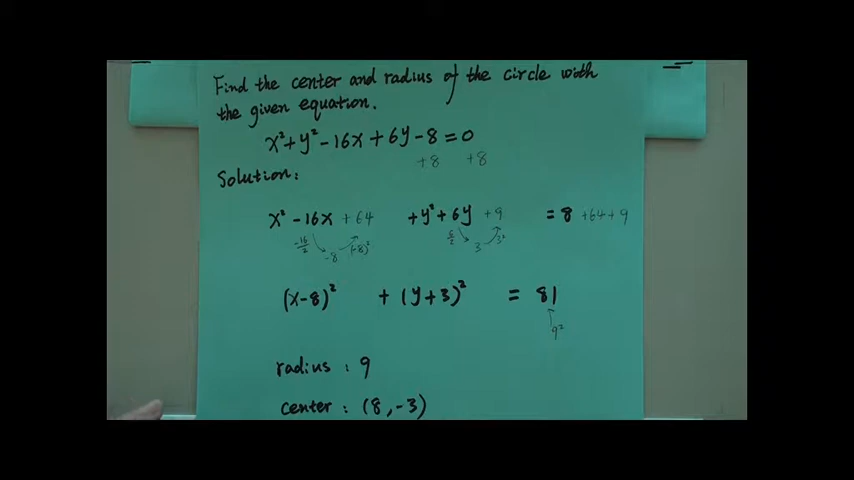 Find the center and radius of the circle with
the given equation.
x² + y² - 16x + 6y - 8 = 0
+8 +8
Solution:
x² - 16x + 64 + y² + 6y + 9 = 8 + 64 + 9
-16/2 -8 (-8)² 6/2 3 3²
(x-8)² + (y+3)² = 81
9²
radius : 9
center : (8, -3)